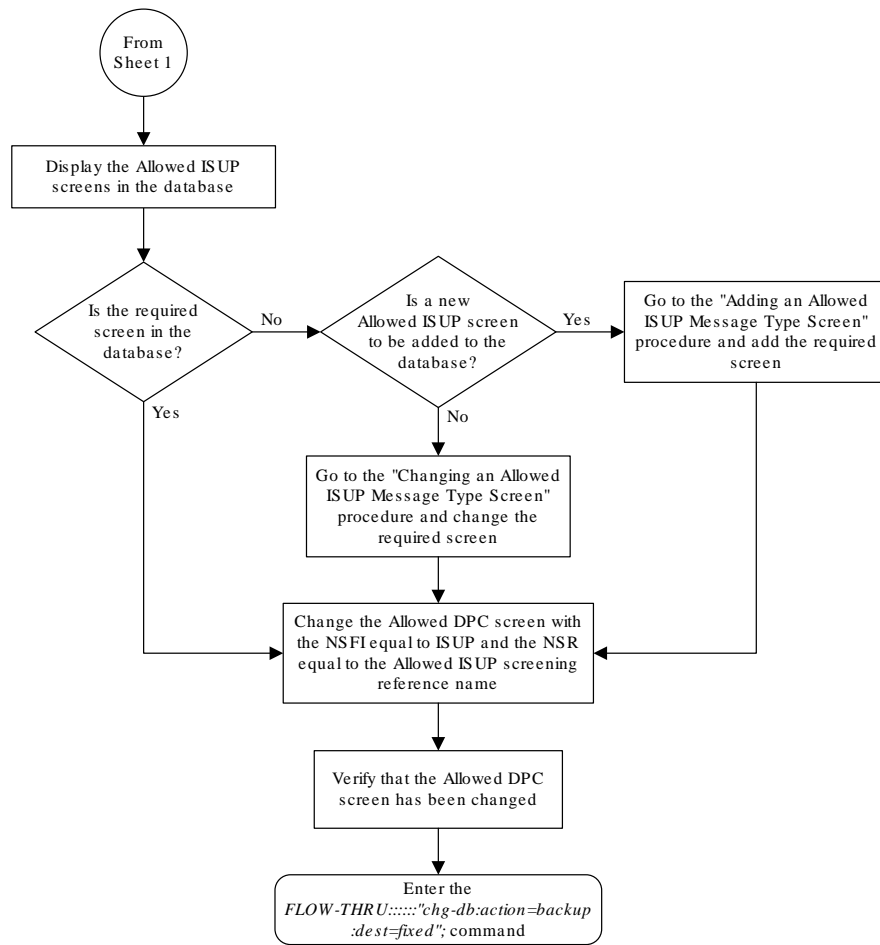 From
Sheet 1
Display the Allowed ISUP
screens in the database
Is the required
screen in the
database?
No
Yes
Is a new
Allowed ISUP screen
to be added to the
database?
Yes
No
Go to the "Adding an Allowed
ISUP Message Type Screen"
procedure and add the required
screen
Go to the "Changing an Allowed
ISUP Message Type Screen"
procedure and change the
required screen
Change the Allowed DPC screen with
the NSFI equal to ISUP and the NSR
equal to the Allowed ISUP screening
reference name
Verify that the Allowed DPC
screen has been changed
Enter the
FLOW-THRU::::::"chg-db:action=backup
:dest=fixed"; command